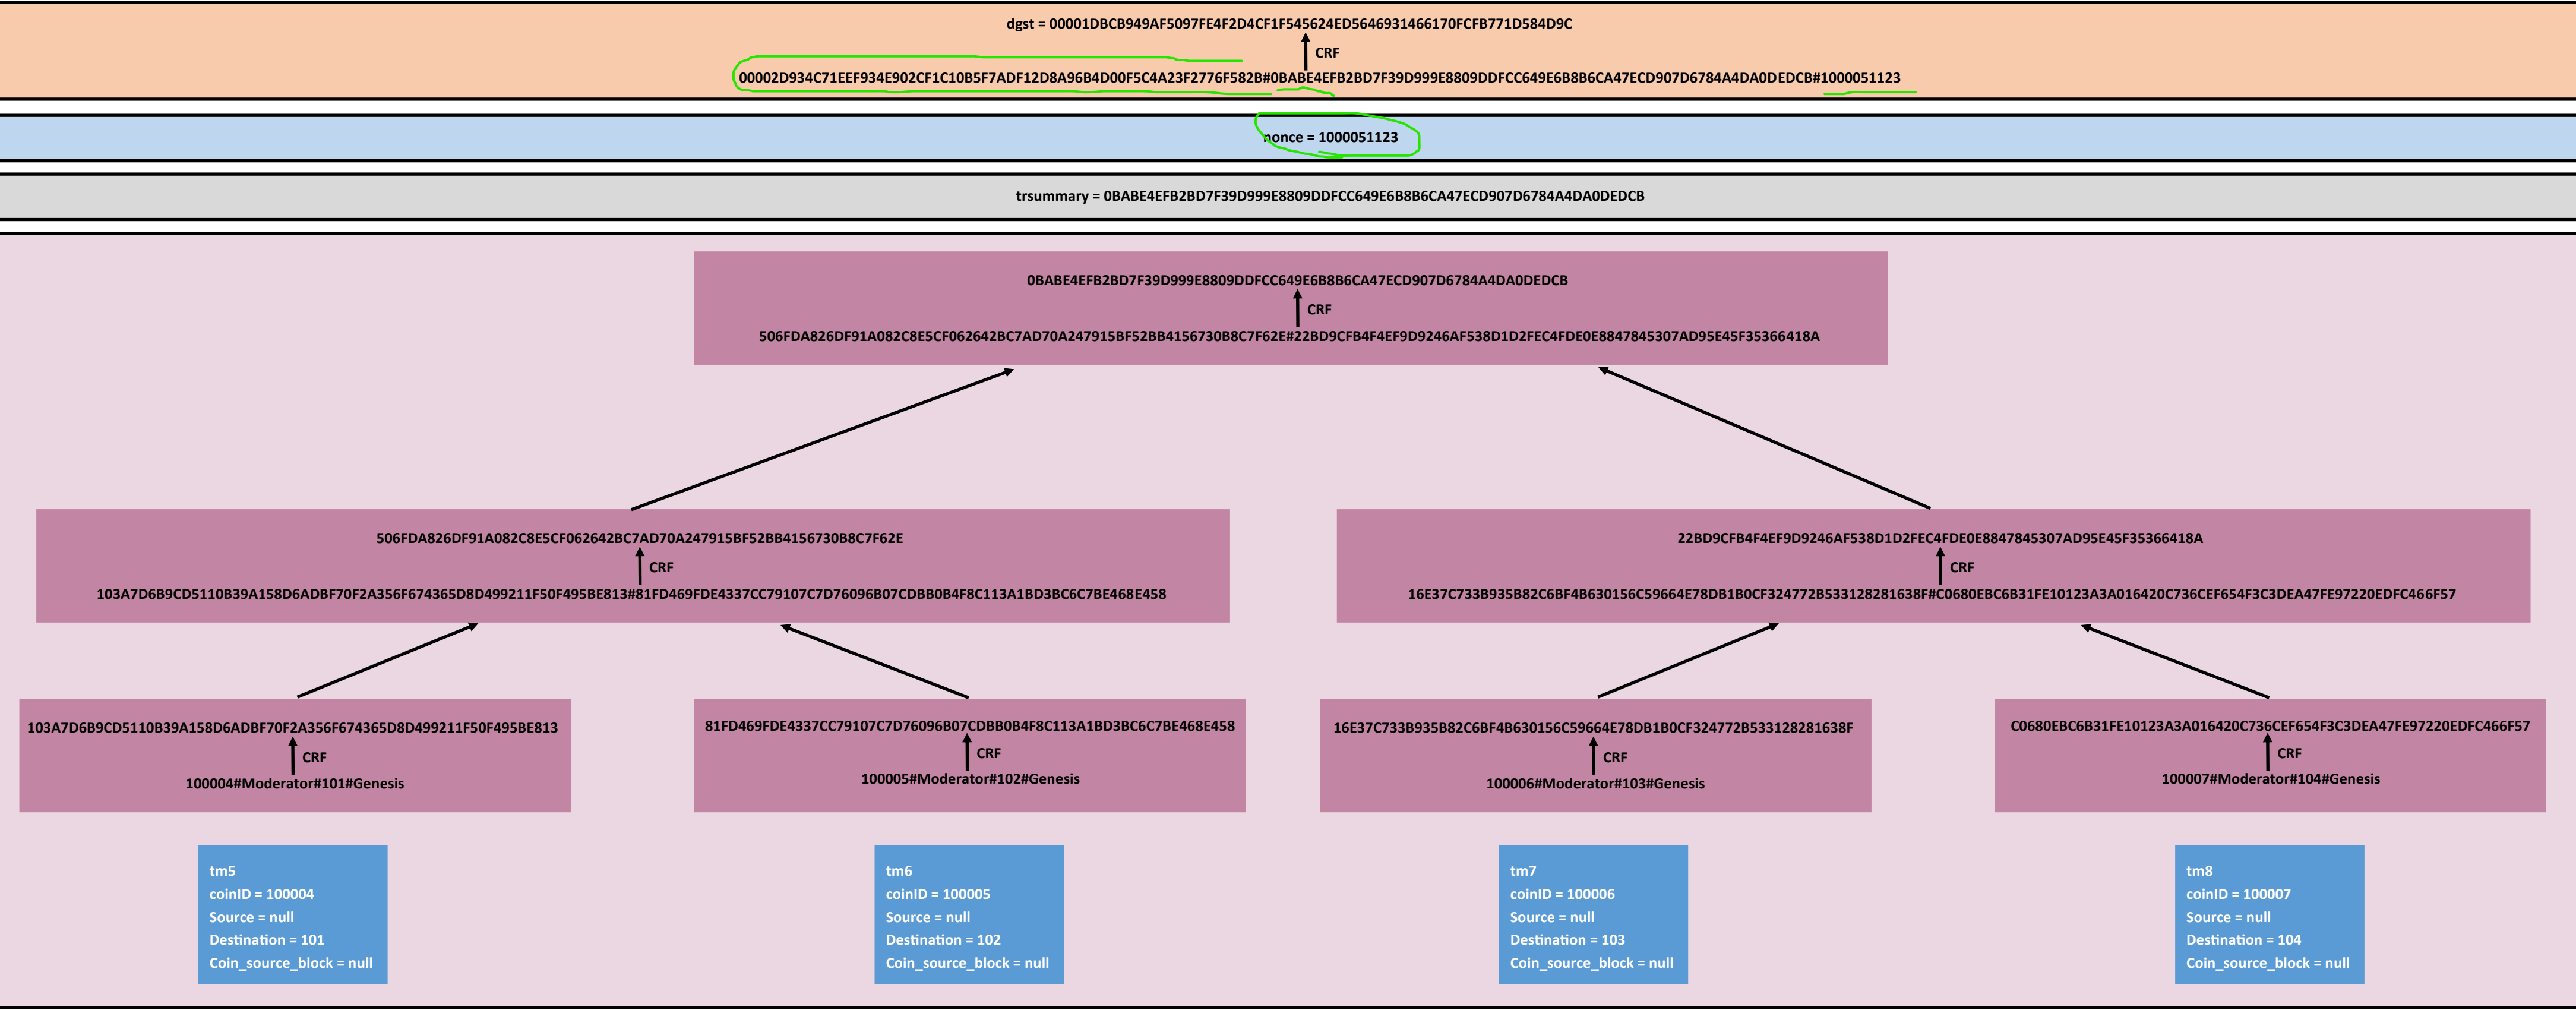 dgst = 00001DBCB949AF5097FE4F2D4CF1F545624ED5646931466170FCFB771D584D9C
CRF
00002D934C71EEF934E902CF1C10B5F7ADF12D8A96B4D00F5C4A23F2776F582B#0BABE4EFB2BD7F39D999E8809DDFCC649E6B8B6CA47ECD907D6784A4DA0DEDCB#1000051123
nonce = 1000051123
trsummary = 0BABE4EFB2BD7F39D999E8809DDFCC649E6B8B6CA47ECD907D6784A4DA0DEDCB
0BABE4EFB2BD7F39D999E8809DDFCC649E6B8B6CA47ECD907D6784A4DA0DEDCB
CRF
506FDA826DF91A082C8E5CF062642BC7AD70A247915BF52BB4156730B8C7F62E#22BD9CFB4F4EF9D9246AF538D1D2FEC4FDE0E8847845307AD95E45F35366418A
506FDA826DF91A082C8E5CF062642BC7AD70A247915BF52BB4156730B8C7F62E
CRF
103A7D6B9CD5110B39A158D6ADBF70F2A356F674365D8D499211F50F495BE813#81FD469FDE4337CC79107C7D76096B07CDBB0B4F8C113A1BD3BC6C7BE468E458
22BD9CFB4F4EF9D9246AF538D1D2FEC4FDE0E8847845307AD95E45F35366418A
CRF
16E37C733B935B82C6BF4B630156C59664E78DB1B0CF324772B533128281638F#C0680EBC6B31FE10123A3A016420C736CEF654F3C3DEA47FE97220EDFC466F57
103A7D6B9CD5110B39A158D6ADBF70F2A356F674365D8D499211F50F495BE813
CRF
100004#Moderator#101#Genesis
81FD469FDE4337CC79107C7D76096B07CDBB0B4F8C113A1BD3BC6C7BE468E458
CRF
100005#Moderator#102#Genesis
16E37C733B935B82C6BF4B630156C59664E78DB1B0CF324772B533128281638F
CRF
100006#Moderator#103#Genesis
C0680EBC6B31FE10123A3A016420C736CEF654F3C3DEA47FE97220EDFC466F57
CRF
100007#Moderator#104#Genesis
tm5
coinID = 100004
Source = null
Destination = 101
Coin_source_block = null
tm6
coinID = 100005
Source = null
Destination = 102
Coin_source_block = null
tm7
coinID = 100006
Source = null
Destination = 103
Coin_source_block = null
tm8
coinID = 100007
Source = null
Destination = 104
Coin_source_block = null